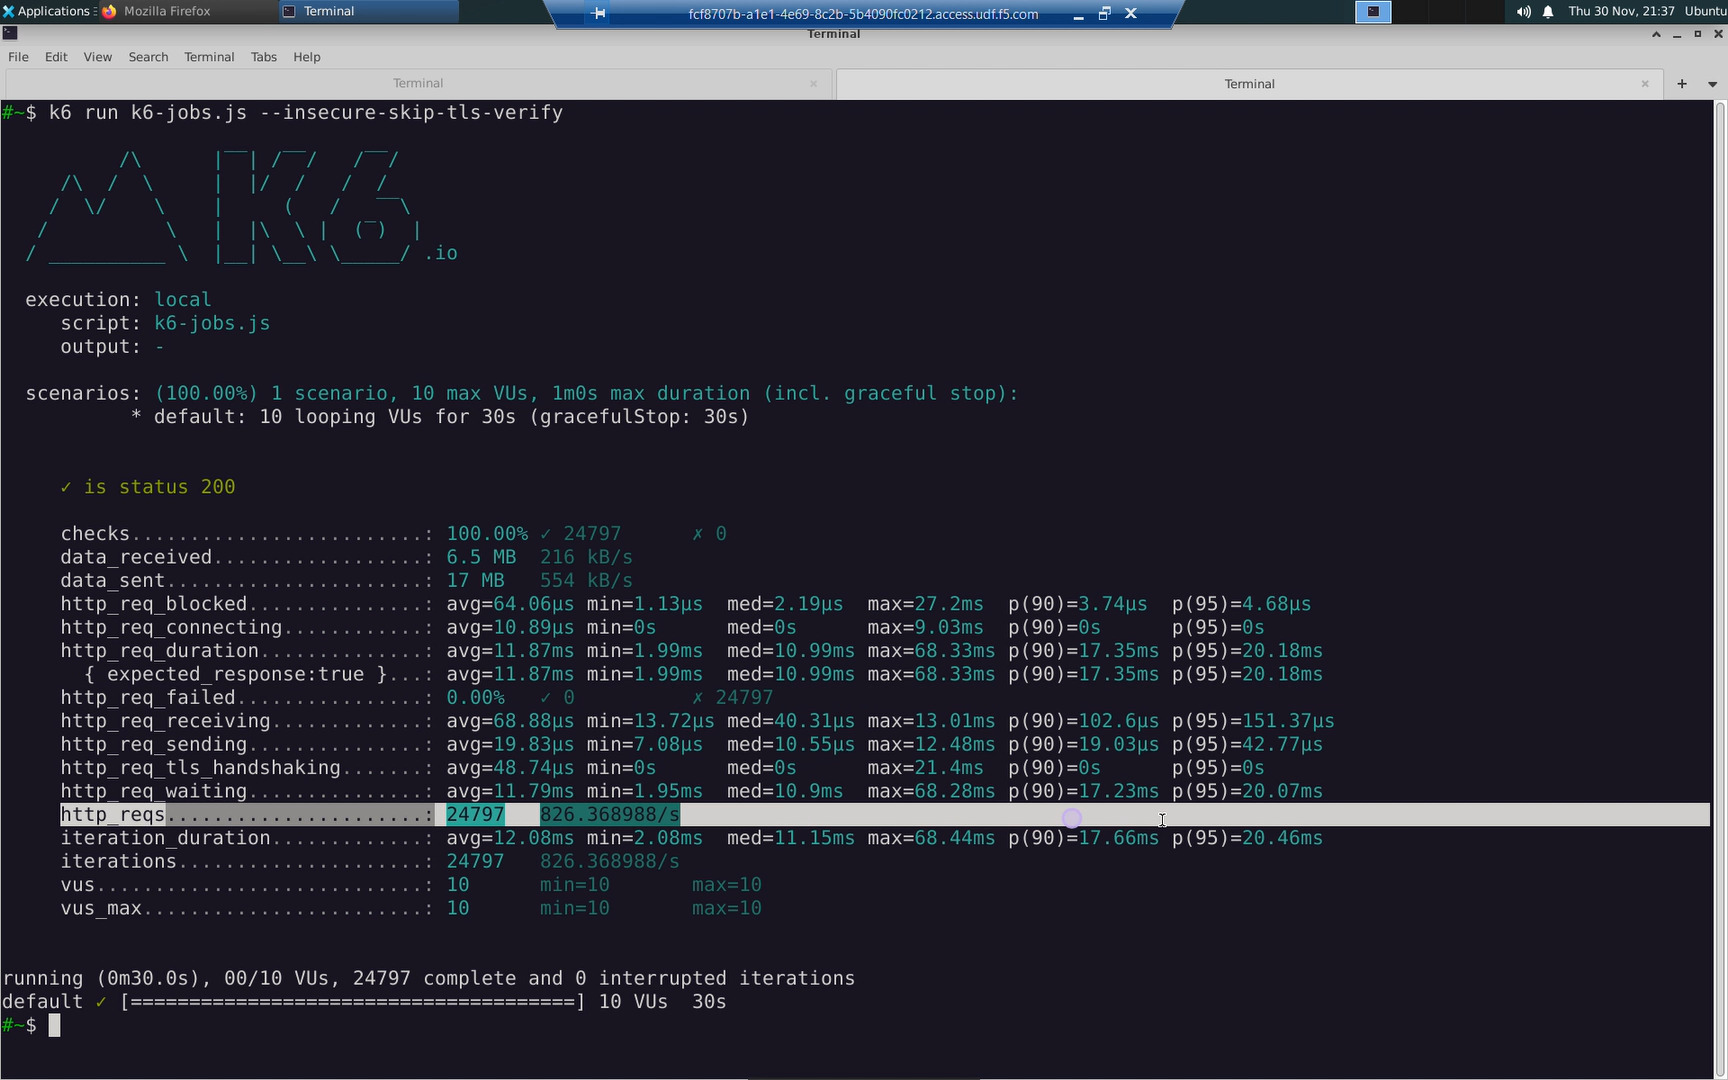 Applications Mozilla Firefox Terminal fcf8707b-a1e1-4e69-8c2b-5b4090fc0212.access.udf.f5.com Thu 30 Nov, 21:37 Ubuntu
Terminal
File Edit View Search Terminal Tabs Help
Terminal Terminal
#~$ k6 run k6-jobs.js --insecure-skip-tls-verify
.io
execution: local
script: k6-jobs.js
output: -
scenarios: (100.00%) 1 scenario, 10 max VUs, 1m0s max duration (incl. graceful stop):
* default: 10 looping VUs for 30s (gracefulStop: 30s)
✓ is status 200
checks.........................: 100.00% ✓ 24797 ✗ 0
data_received..................: 6.5 MB 216 kB/s
data_sent......................: 17 MB 554 kB/s
http_req_blocked...............: avg=64.06µs min=1.13µs med=2.19µs max=27.2ms p(90)=3.74µs p(95)=4.68µs
http_req_connecting............: avg=10.89µs min=0s med=0s max=9.03ms p(90)=0s p(95)=0s
http_req_duration..............: avg=11.87ms min=1.99ms med=10.99ms max=68.33ms p(90)=17.35ms p(95)=20.18ms
{ expected_response:true }...: avg=11.87ms min=1.99ms med=10.99ms max=68.33ms p(90)=17.35ms p(95)=20.18ms
http_req_failed................: 0.00% ✓ 0 ✗ 24797
http_req_receiving.............: avg=68.88µs min=13.72µs med=40.31µs max=13.01ms p(90)=102.6µs p(95)=151.37µs
http_req_sending...............: avg=19.83µs min=7.08µs med=10.55µs max=12.48ms p(90)=19.03µs p(95)=42.77µs
http_req_tls_handshaking.......: avg=48.74µs min=0s med=0s max=21.4ms p(90)=0s p(95)=0s
http_req_waiting...............: avg=11.79ms min=1.95ms med=10.9ms max=68.28ms p(90)=17.23ms p(95)=20.07ms
http_reqs......................: 24797 826.368988/s
iteration_duration.............: avg=12.08ms min=2.08ms med=11.15ms max=68.44ms p(90)=17.66ms p(95)=20.46ms
iterations.....................: 24797 826.368988/s
vus............................: 10 min=10 max=10
vus_max........................: 10 min=10 max=10
running (0m30.0s), 00/10 VUs, 24797 complete and 0 interrupted iterations
default ✓ [======================================] 10 VUs 30s
#~$